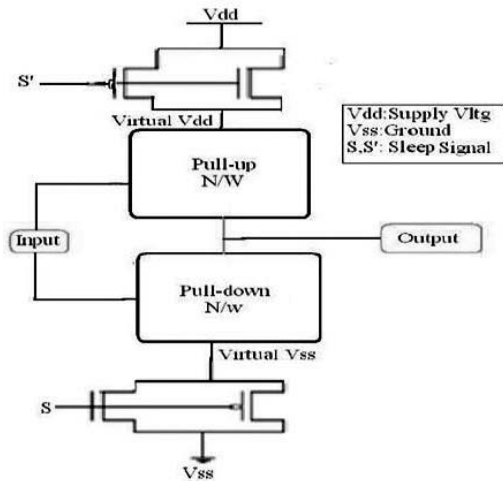 Vdd
S'
Virtual Vdd
Vdd:Supply Vltg
Vss:Ground
S,S': Sleep Signal
Pull-up
N/W
Input
Output
Pull-down
N/w
Virtual Vss
S
Vss